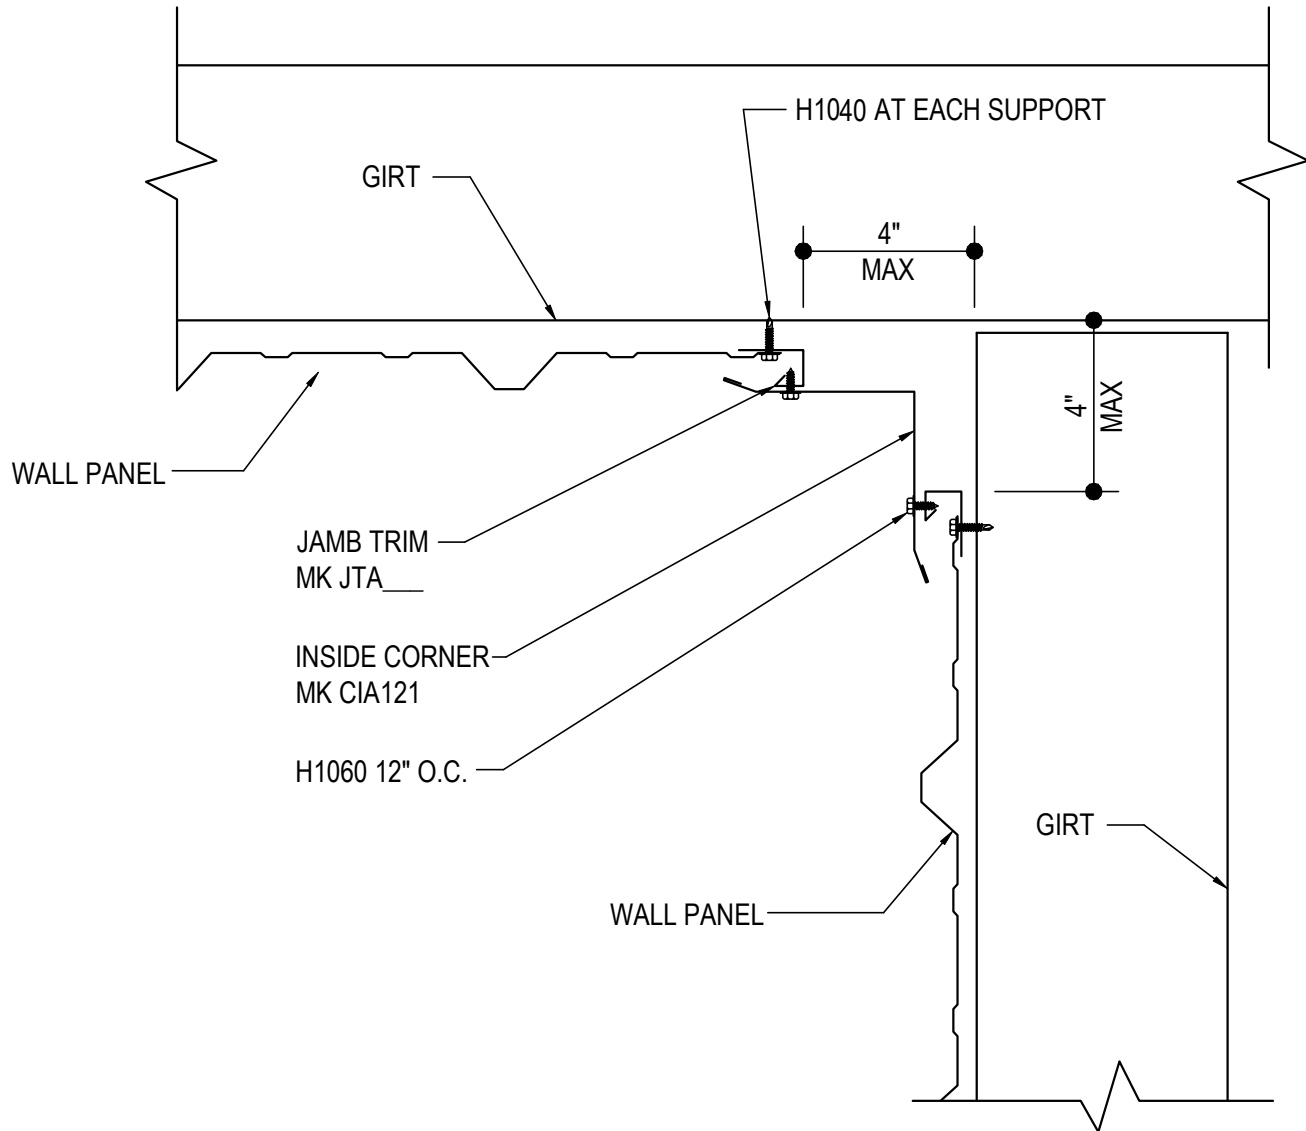 H1040 AT EACH SUPPORT
GIRT
4"
MAX
4"
MAX
WALL PANEL
JAMB TRIM
MK JTA___
INSIDE CORNER
MK CIA121
H1060 12" O.C.
GIRT
WALL PANEL